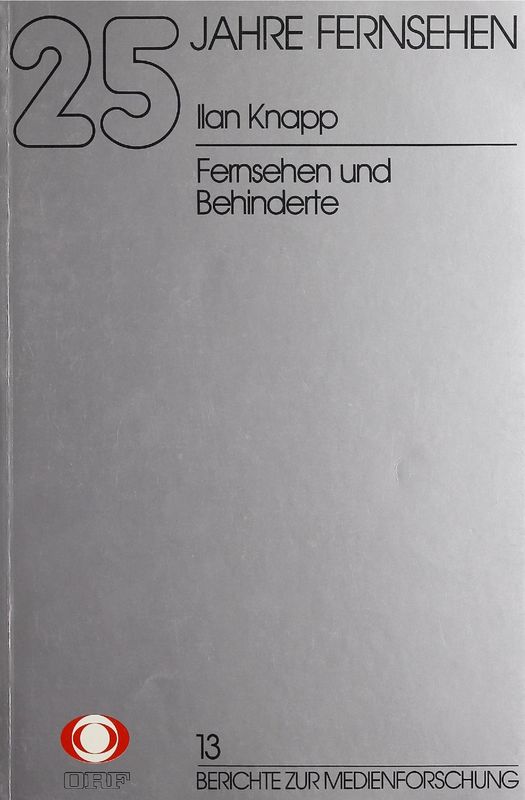 25 JAHRE FERNSEHEN
Ilan Knapp
Fernsehen und
Behinderte
13
BERICHTE ZUR MEDIENFORSCHUNG
ORF